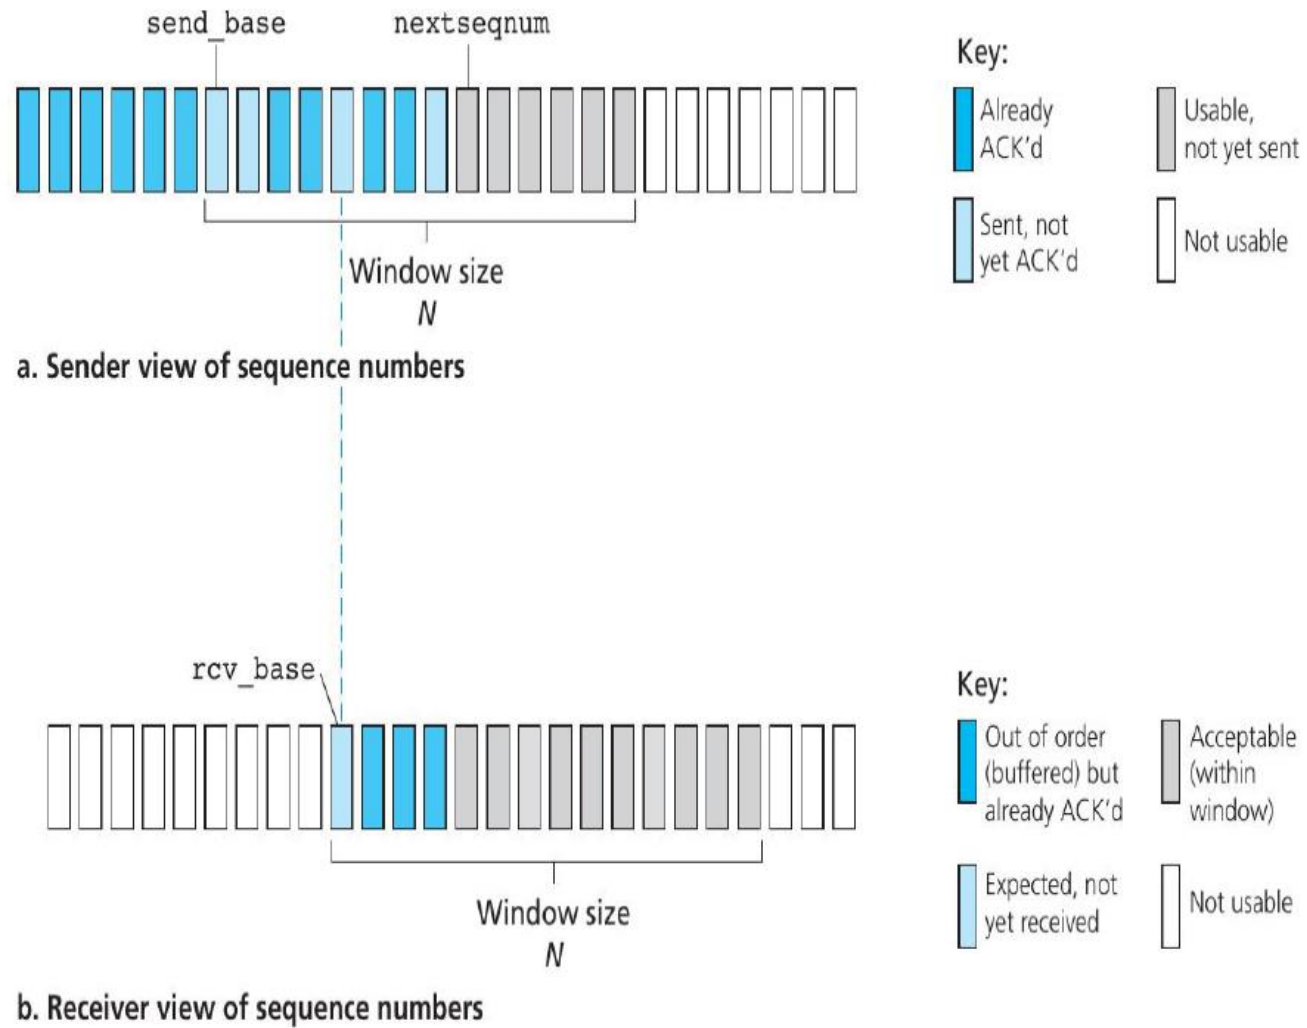 send_base
nextseqnum
Key:
Already
ACK'd
Usable,
not yet sent
Sent, not
yet ACK'd
Not usable
Window size
N
a. Sender view of sequence numbers
rcv_base
Key:
Out of order
(buffered) but
already ACK'd
Acceptable
(within
window)
Expected, not
yet received
Not usable
Window size
N
b. Receiver view of sequence numbers